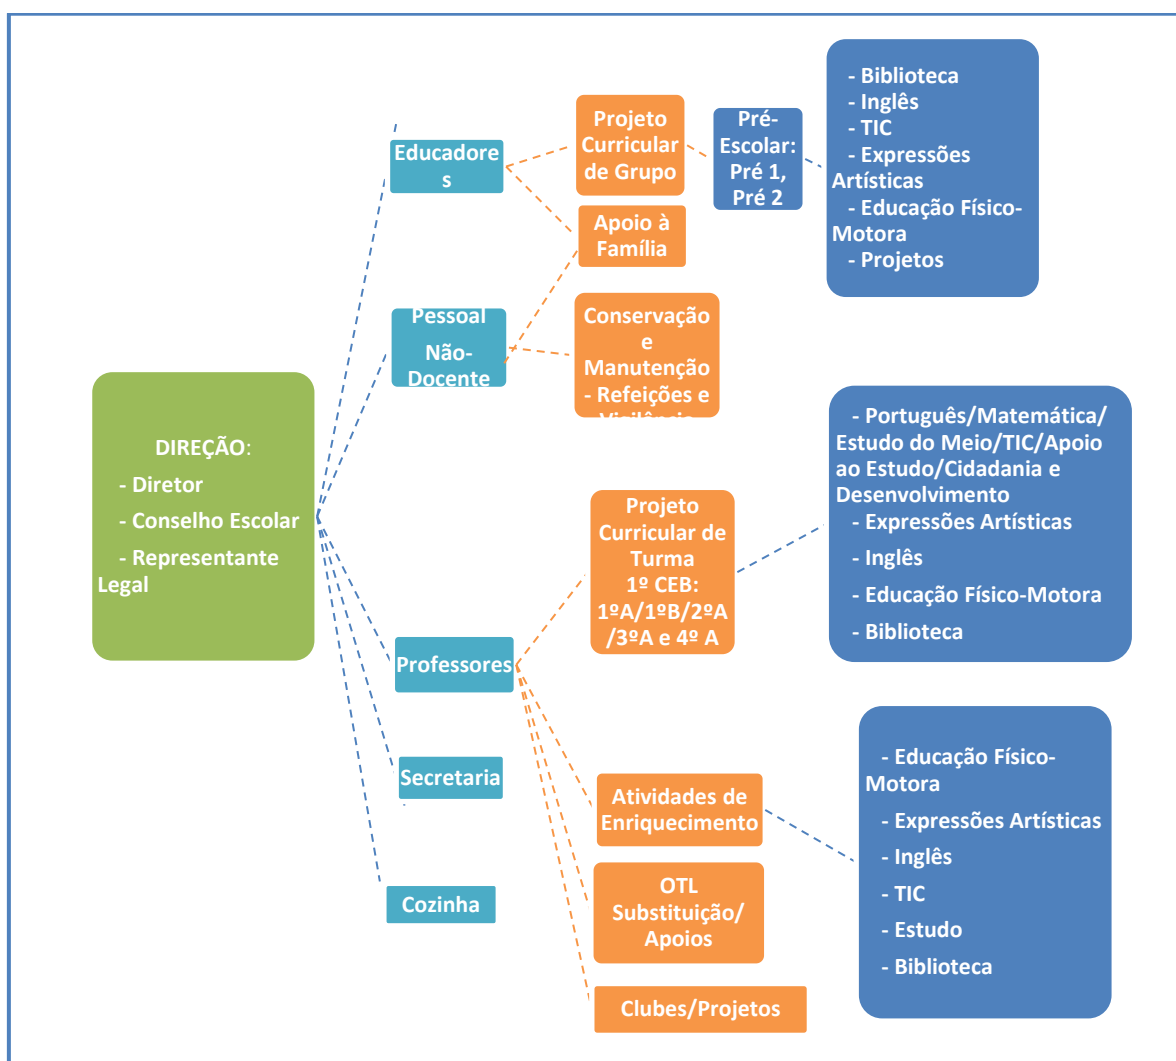 DIREÇÃO:
- Diretor
- Conselho Escolar
- Representante
Legal
Educadore
s
Pessoal
Não-
Docente
Professores
Secretaria
Cozinha
Projeto
Curricular
de Grupo
Apoio à
Família
Conservação
e
Manutenção
- Refeições e
Vigilância
Projeto
Curricular de
Turma
1º CEB:
1ºA/1ºB/2ºA
/3ºA e 4º A
Atividades de
Enriquecimento
OTL
Substituição/
Apoios
Clubes/Projetos
Pré-
Escolar:
Pré 1,
Pré 2
- Biblioteca
- Inglês
- TIC
- Expressões
Artísticas
- Educação Físico-
Motora
- Projetos
- Português/Matemática/
Estudo do Meio/TIC/Apoio
ao Estudo/Cidadania e
Desenvolvimento
- Expressões Artísticas
- Inglês
- Educação Físico-Motora
- Biblioteca
- Educação Físico-
Motora
- Expressões Artísticas
- Inglês
- TIC
- Estudo
- Biblioteca